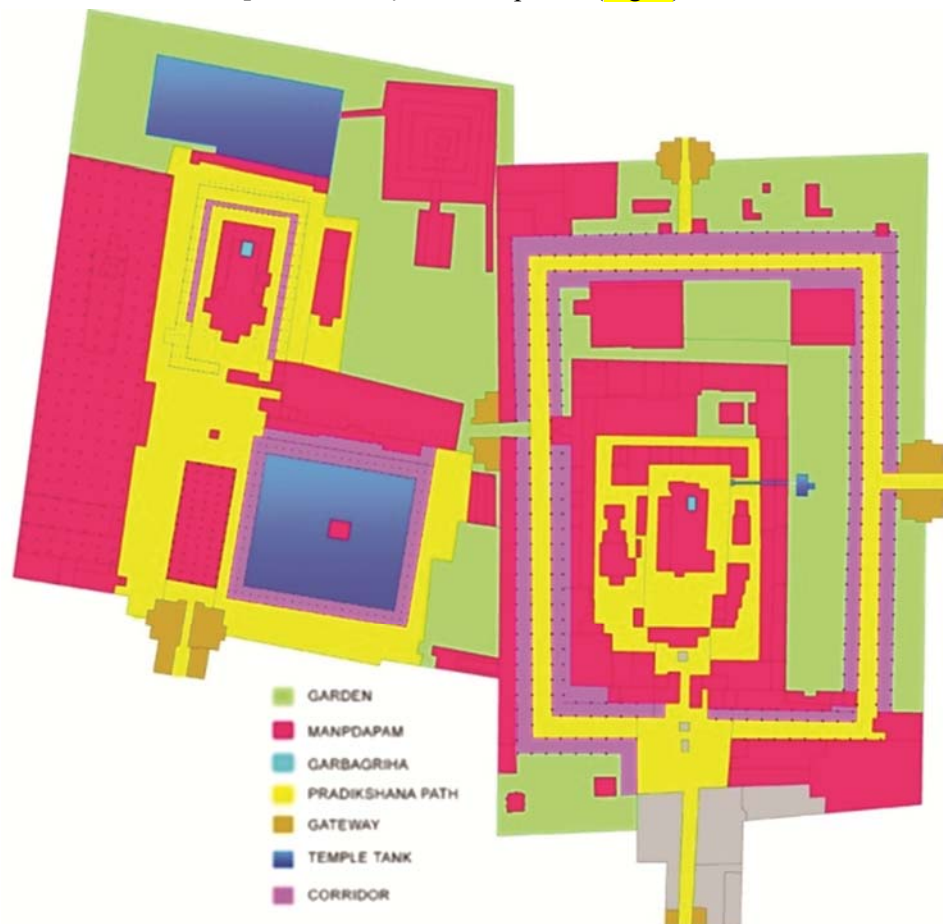 GARDEN
MANPDAPAM
GARBAGRIHA
PRADIKSHANA PATH
GATEWAY
TEMPLE TANK
CORRIDOR